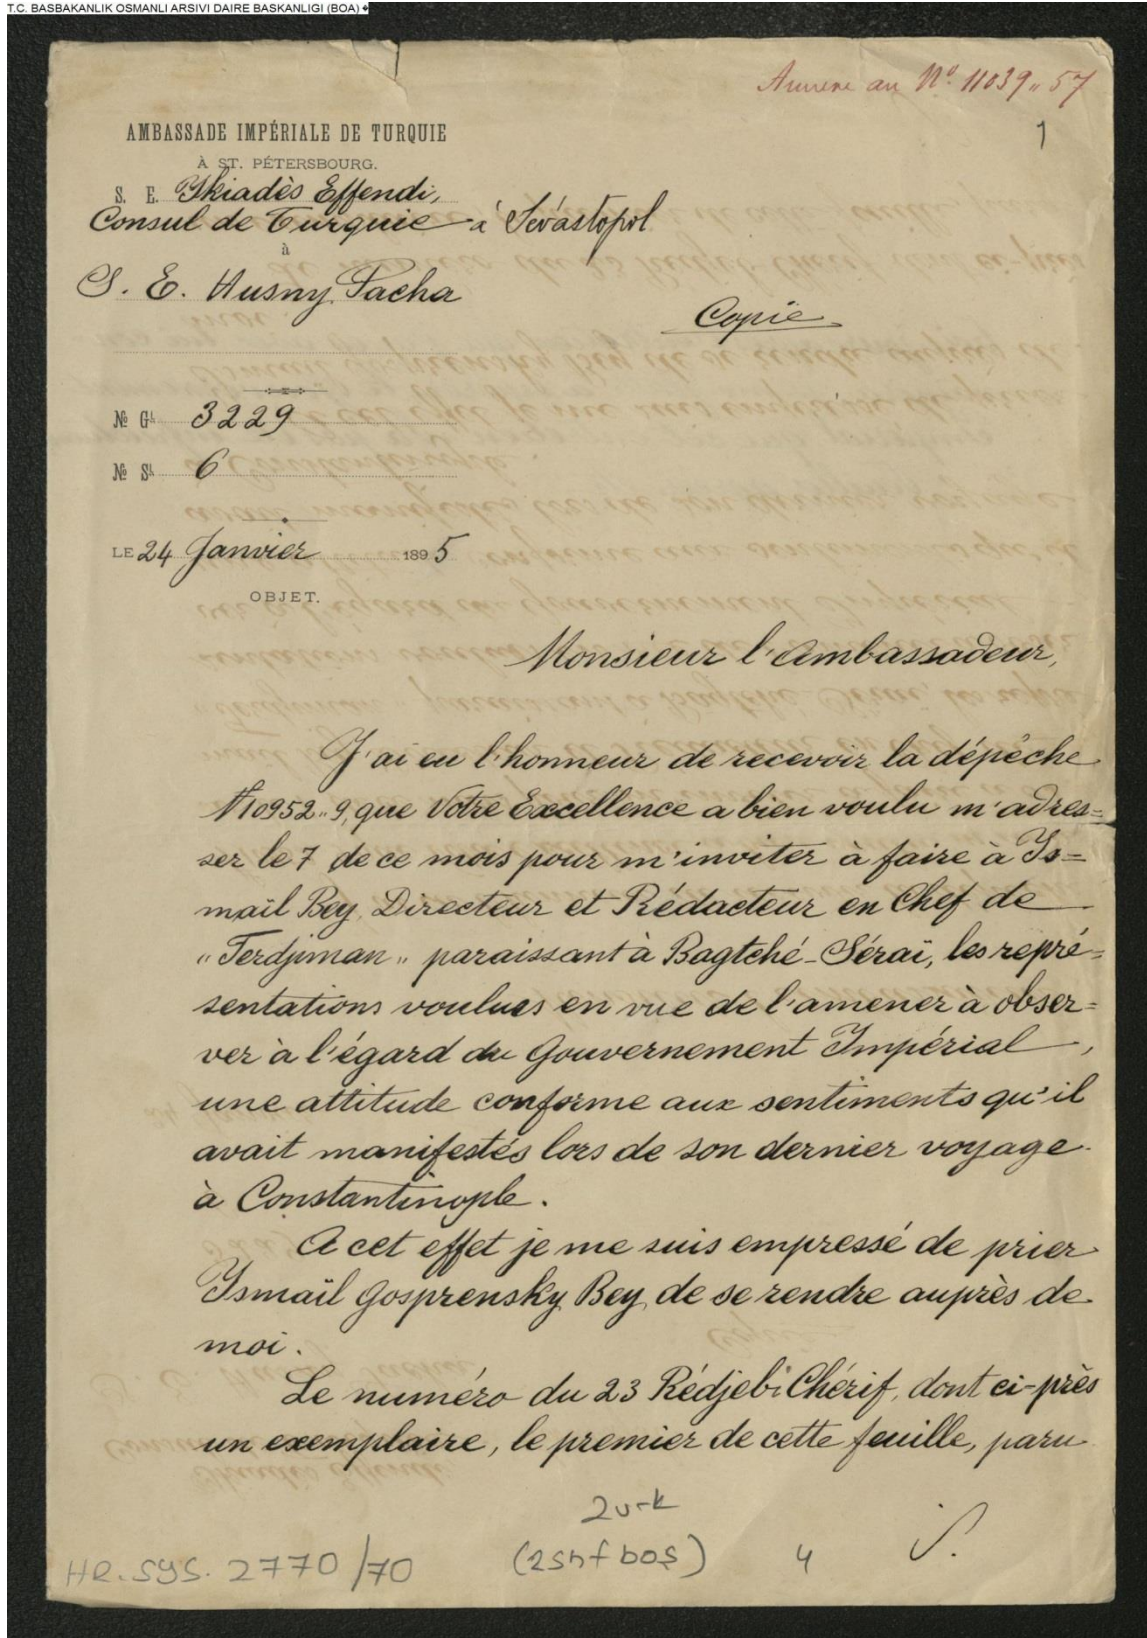 T.C. BASBAKANLIK OSMANLI ARSIVI DAIRE BASKANLIGI (BOA)
Annexe au Nº 11039 „ 57
1
AMBASSADE IMPÉRIALE DE TURQUIE
À ST. PÉTERSBOURG.
S. E. Skiadès Effendi,
Consul de Turquie à Sévastopol
à
S. E. Husny Pacha
Copie
№ Gl 3229
№ Sl 6
LE 24 Janvier 1895
OBJET.
Monsieur l'Ambassadeur,
J'ai eu l'honneur de recevoir la dépêche
N10952„9, que Votre Excellence a bien voulu m'adres=
ser le 7 de ce mois pour m'inviter à faire à Is=
maïl Bey, Directeur et Rédacteur en Chef de
„Terdjiman„ paraissant à Bagtché-Séraï, les repré=
sentations voulues en vue de l'amener à obser=
ver à l'égard du Gouvernement Impérial,
une attitude conforme aux sentiments qu'il
avait manifestés lors de son dernier voyage
à Constantinople.
A cet effet je me suis empressé de prier
Ismaïl Gosprensky Bey, de se rendre auprès de
moi.
Le numéro du 23 Rédjebi Chérif, dont ci-près
un exemplaire, le premier de cette feuille, paru
2vrk
(2shf boş)
4
HR. SYS. 2770/70